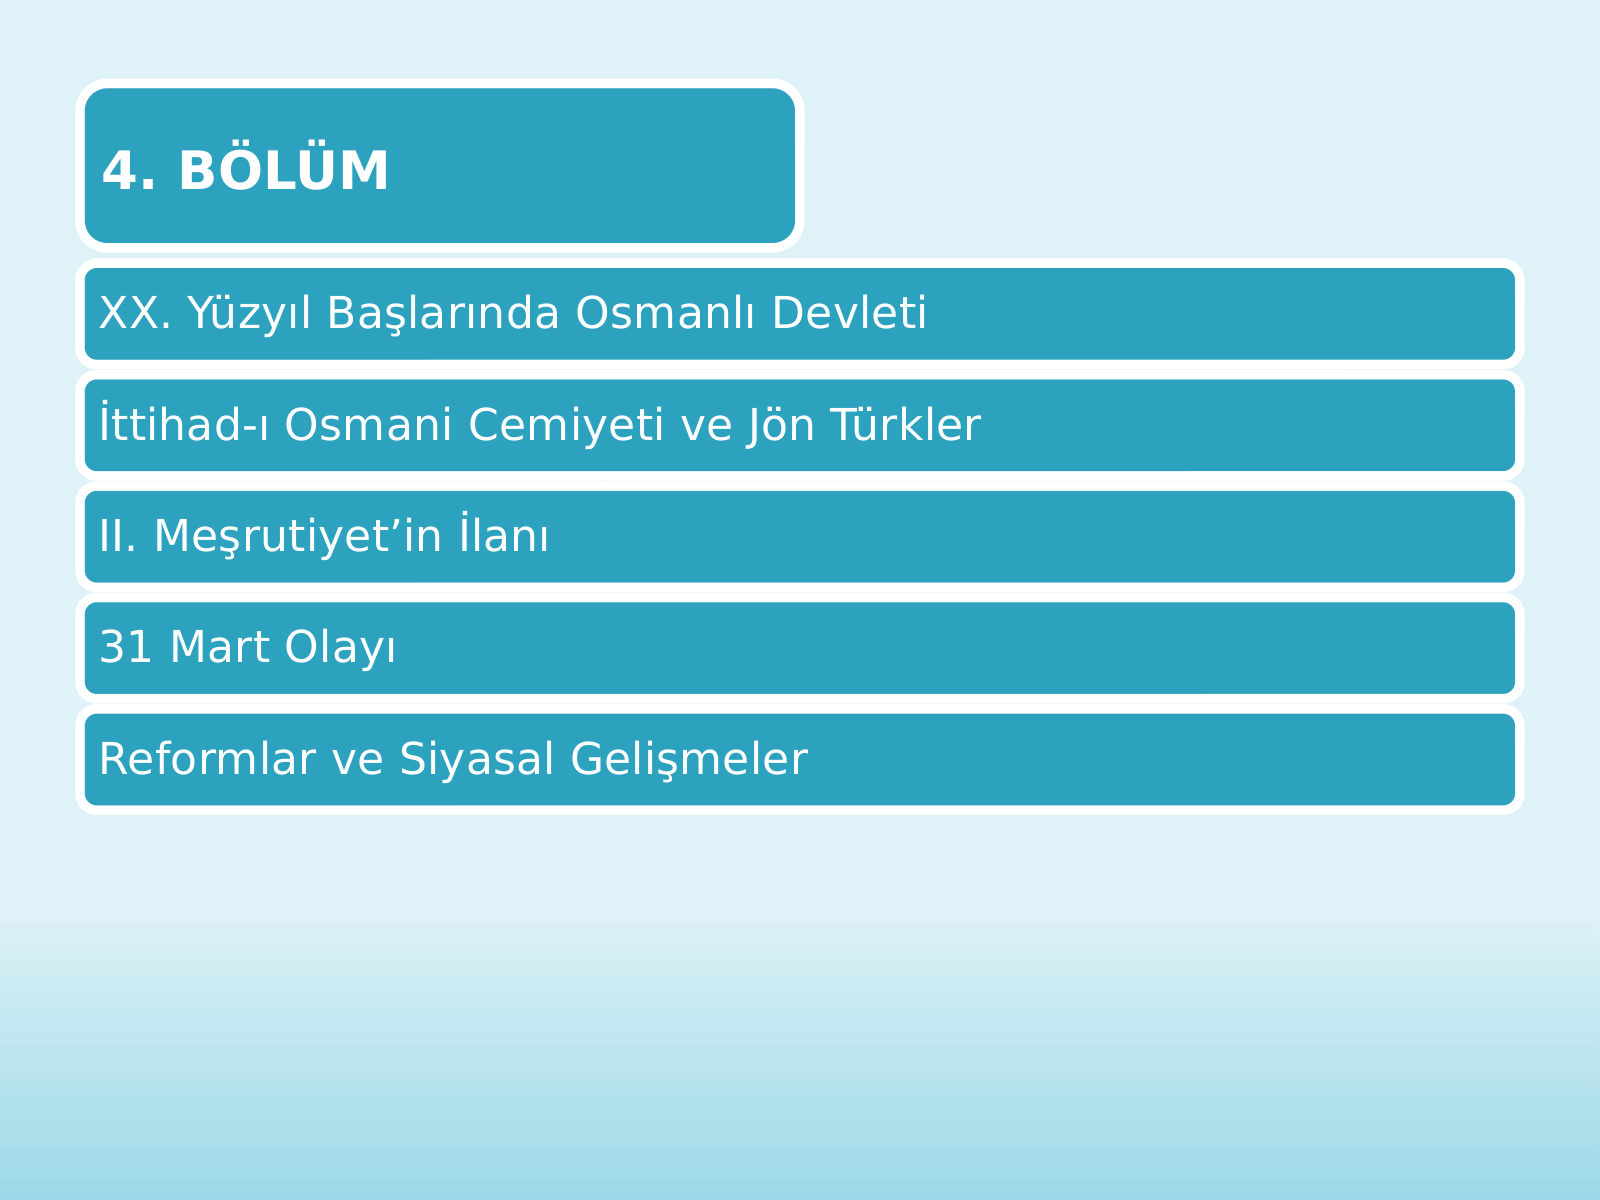 4. BÖLÜM
XX. Yüzyıl Başlarında Osmanlı Devleti
İttihad-ı Osmani Cemiyeti ve Jön Türkler
II. Meşrutiyet’in İlanı
31 Mart Olayı
Reformlar ve Siyasal Gelişmeler